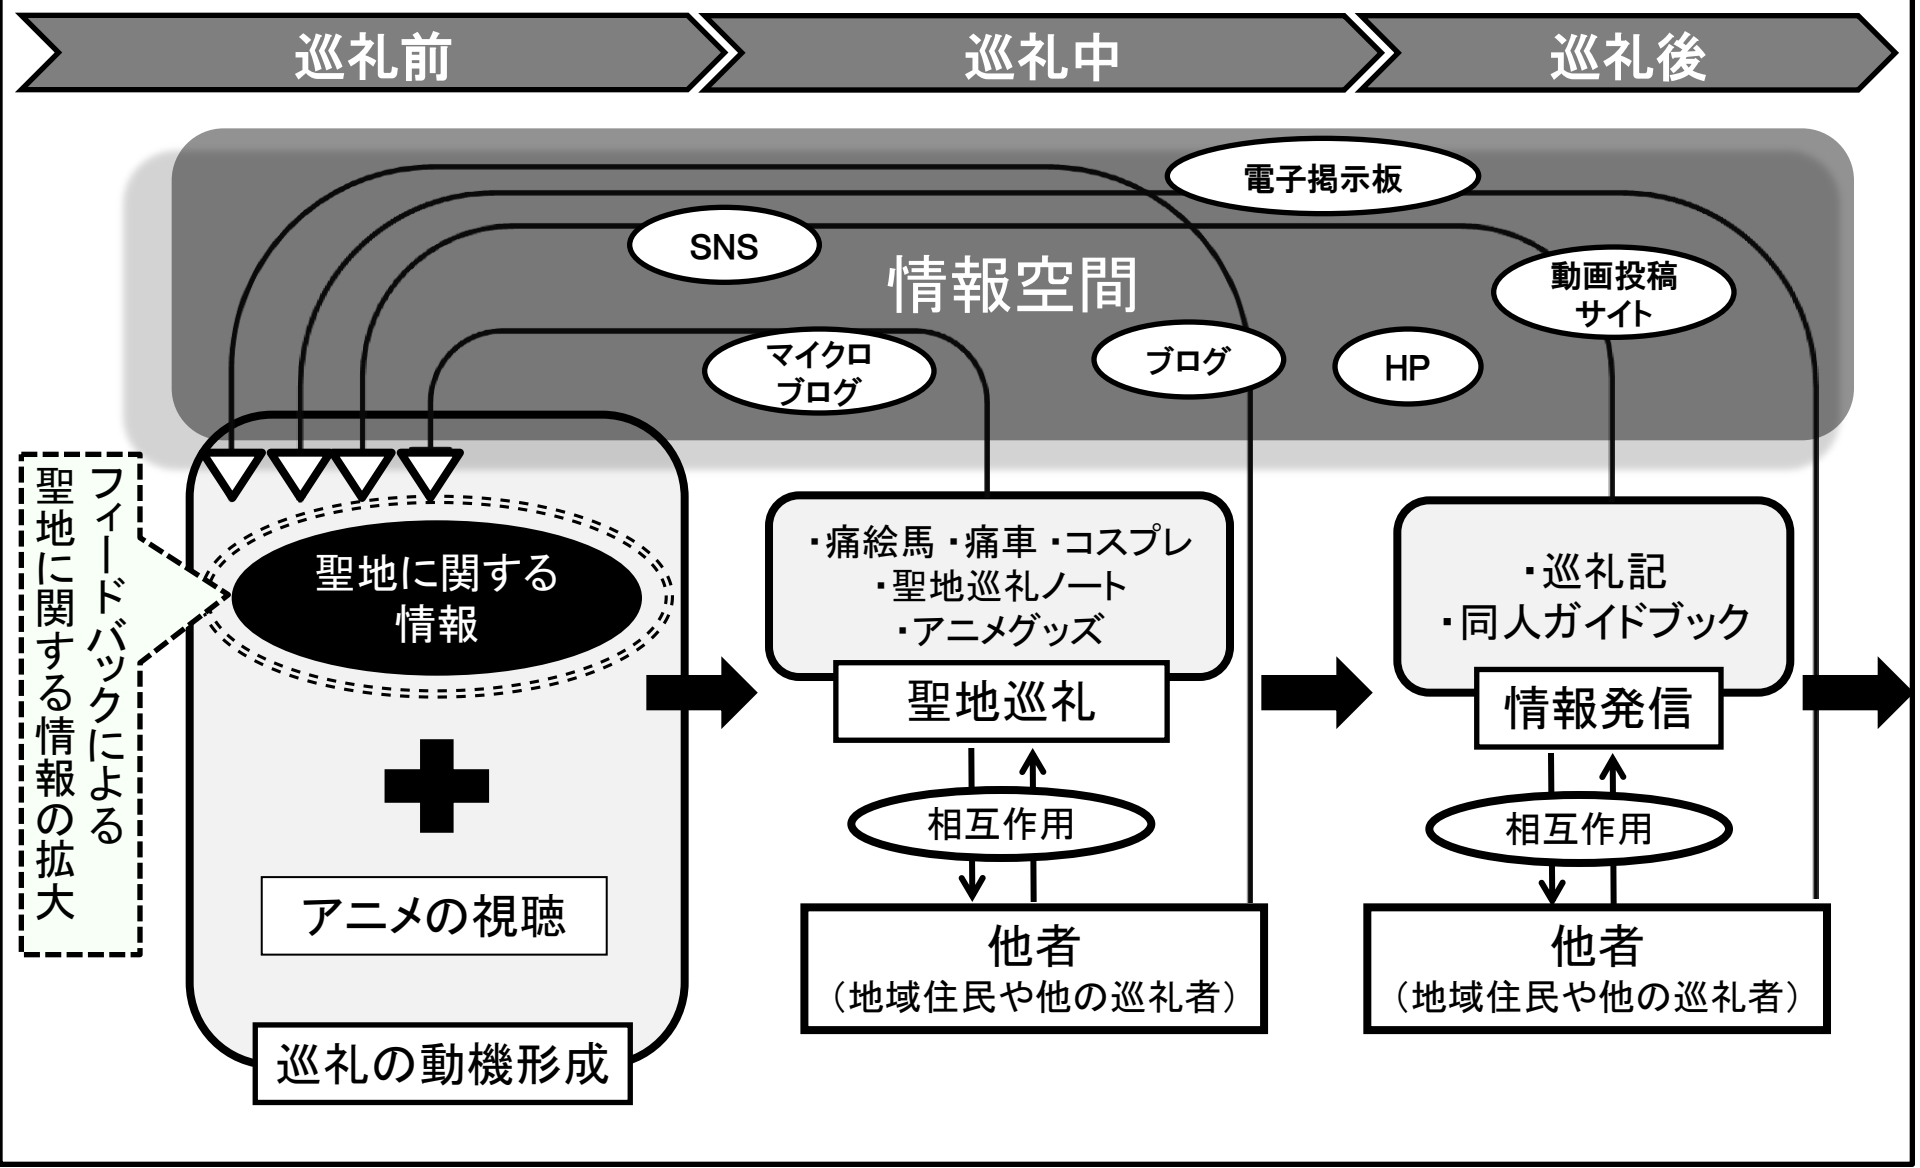 巡礼前
巡礼中
巡礼後
電子掲示板
SNS
情報空間
動画投稿
サイト
マイクロ
ブログ
ブログ
HP
フィードバックによる
聖地に関する情報の拡大
聖地に関する
情報
アニメの視聴
巡礼の動機形成
・痛絵馬・痛車・コスプレ
・聖地巡礼ノート
・アニメグッズ
聖地巡礼
相互作用
他者
（地域住民や他の巡礼者）
・巡礼記
・同人ガイドブック
情報発信
相互作用
他者
（地域住民や他の巡礼者）